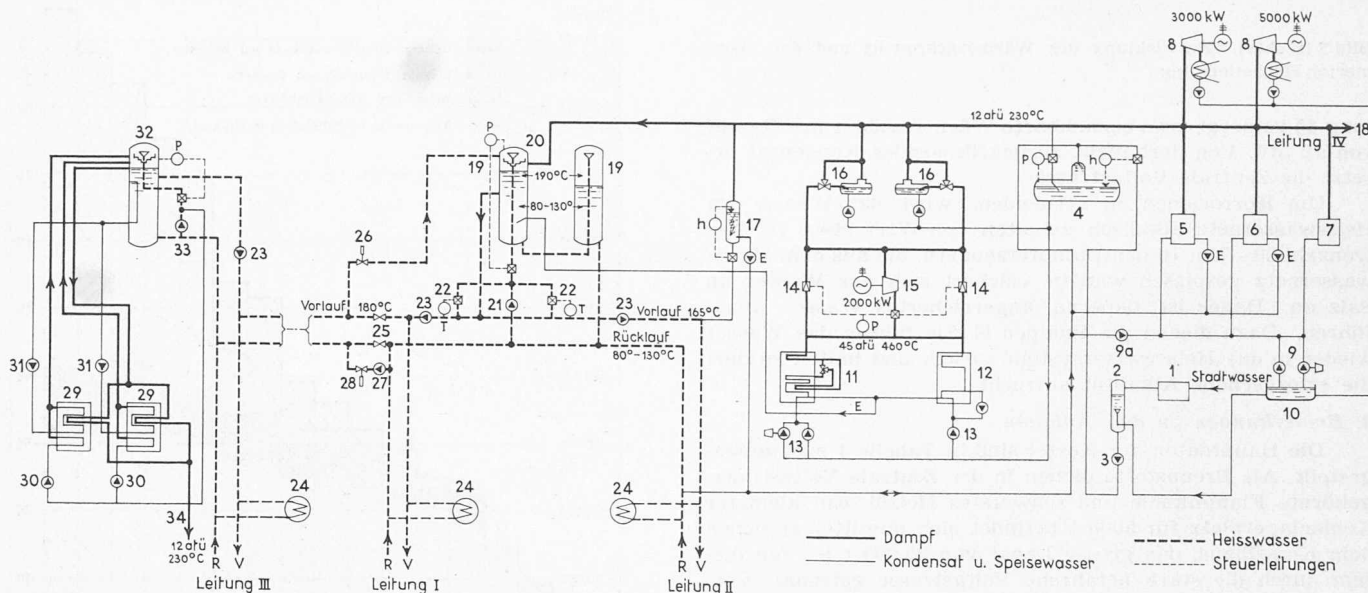 3000 kW
5000 kW
8
8
12 atü 230°C
18
Leitung IV
32
P
P
20
19
190°C
19
80-130°C
16
16
P
4
h
17
E
5
E
6
E
7
33
23
26
22
22
Vorlauf 180°C
23
T
21
T
23
Vorlauf 165°C
25
Rücklauf
80°-130°C
28
27
14
15
14
2000 kW
P
45 atü 460°C
11
12
E
13
13
9a
9
1
2
Stadtwasser
10
3
31
31
29
29
30
30
34
12 atü
230°C
24
24
24
R
V
R
V
R
V
Leitung III
Leitung I
Leitung II
Dampf
Kondensat u. Speisewasser
Heisswasser
Steuerleitungen